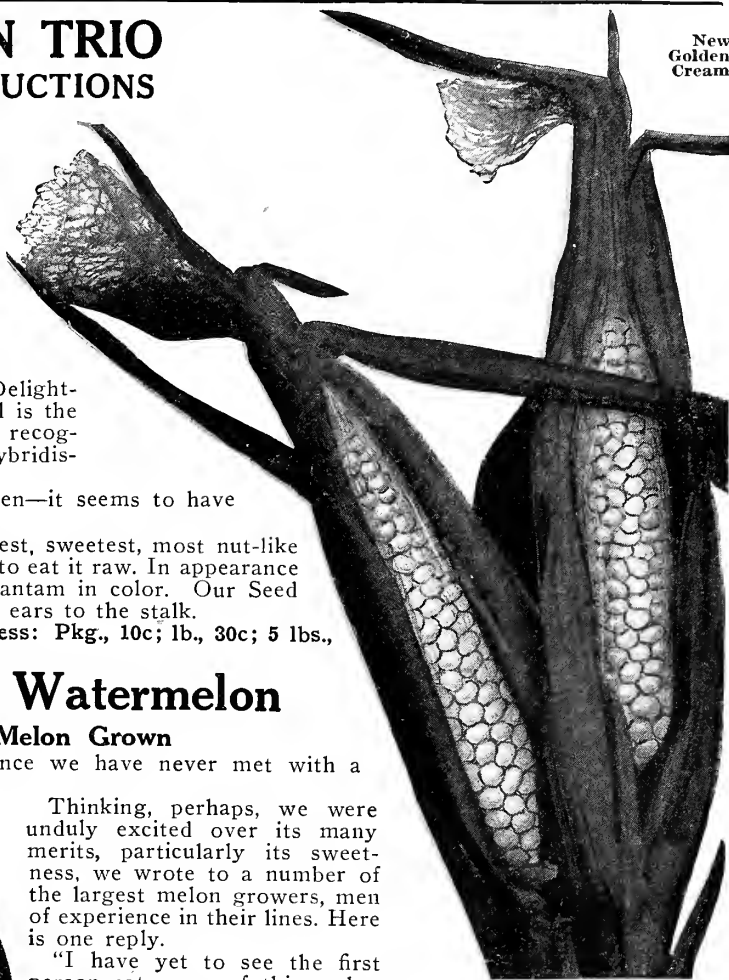 N TRIO
UCTIONS
New
Golden
Cream
Delight-
l is the
recog-
ybridis-
en—it seems to have
est, sweetest, most nut-like
to eat it raw. In appearance
antam in color. Our Seed
ears to the stalk.
ess: Pkg., 10c; lb., 30c; 5 lbs.,
Watermelon
Melon Grown
nce we have never met with a
Thinking, perhaps, we were
unduly excited over its many
merits, particularly its sweet-
ness, we wrote to a number of
the largest melon growers, men
of experience in their lines. Here
is one reply.
"I have yet to see the first